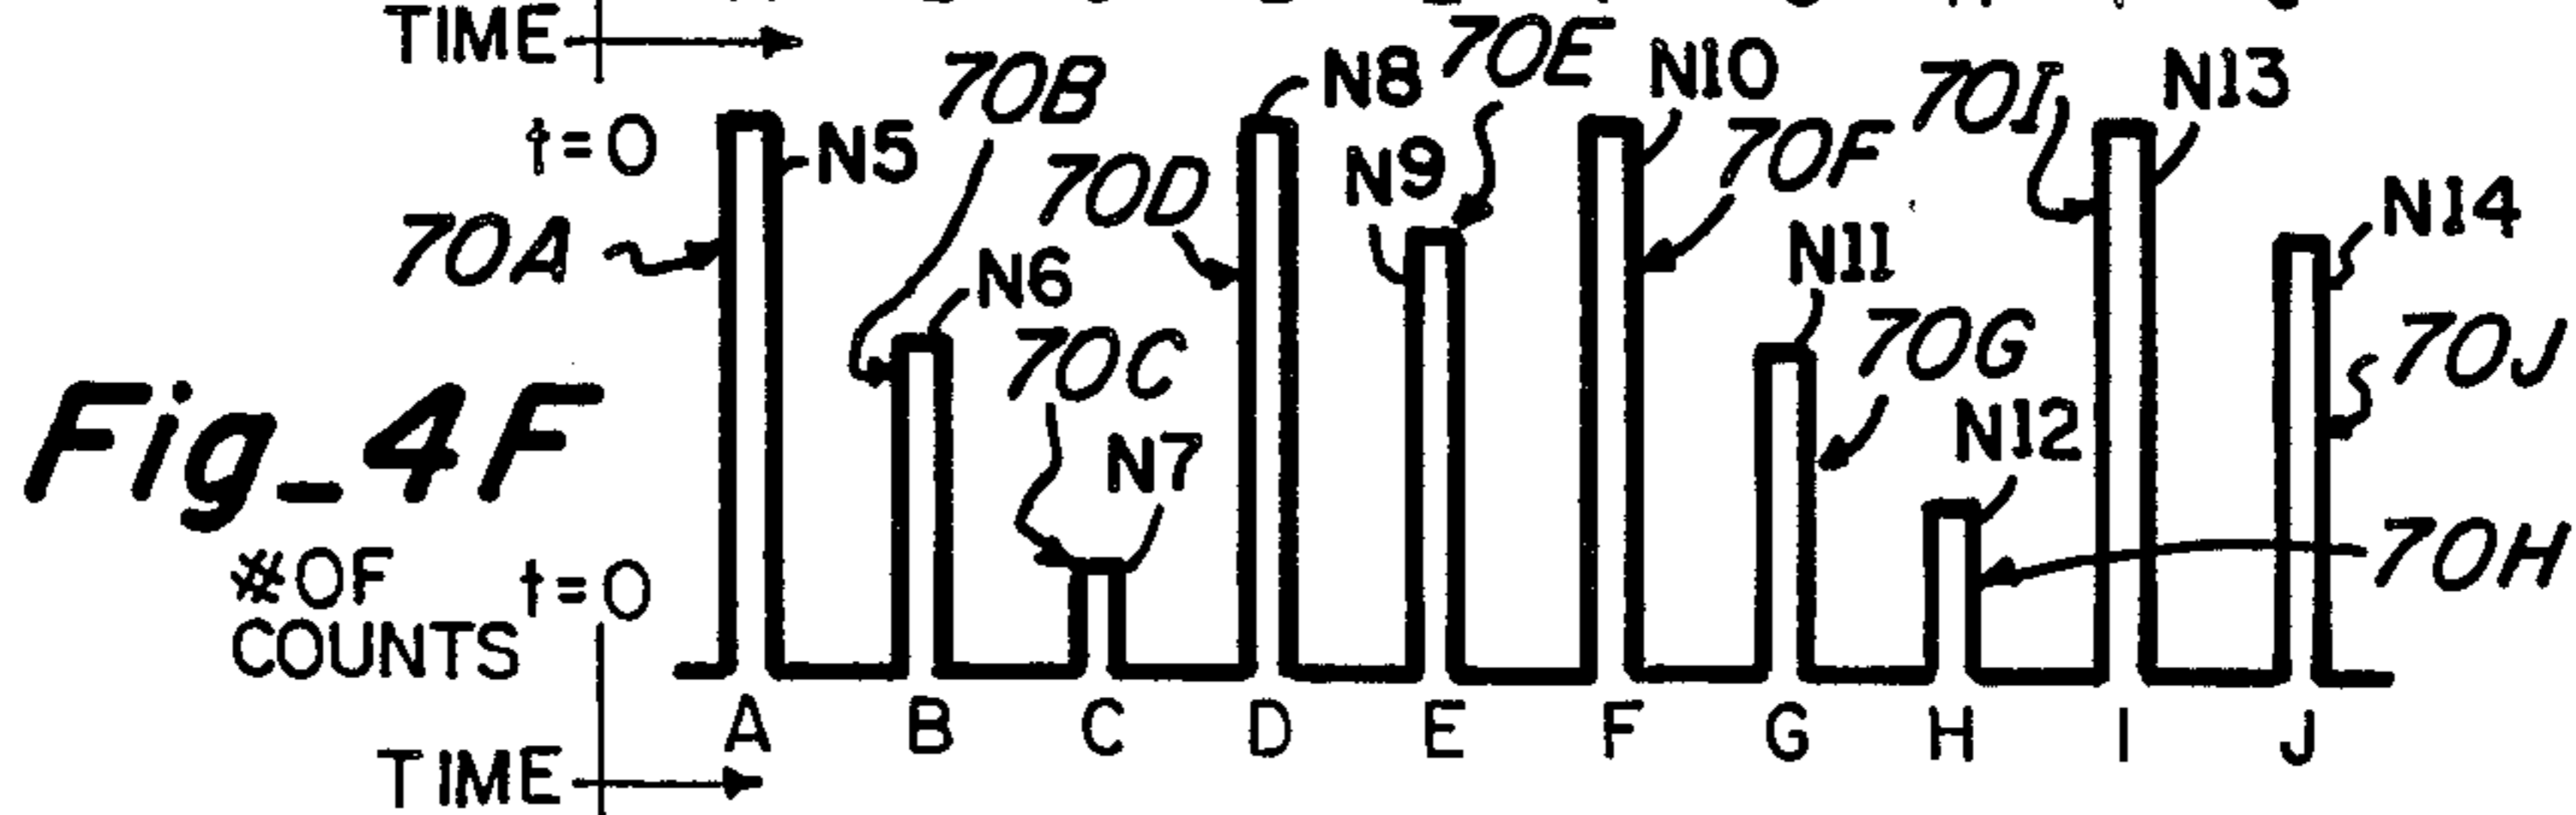 TIME
t=0
70A
N5
70B
N6
70C
N7
70D
N8
N9
70E
N10
70F
N11
70G
N12
70H
70I
N13
N14
70J
Fig_4F
#OF
COUNTS
t=0
A B C D E F G H I J
TIME